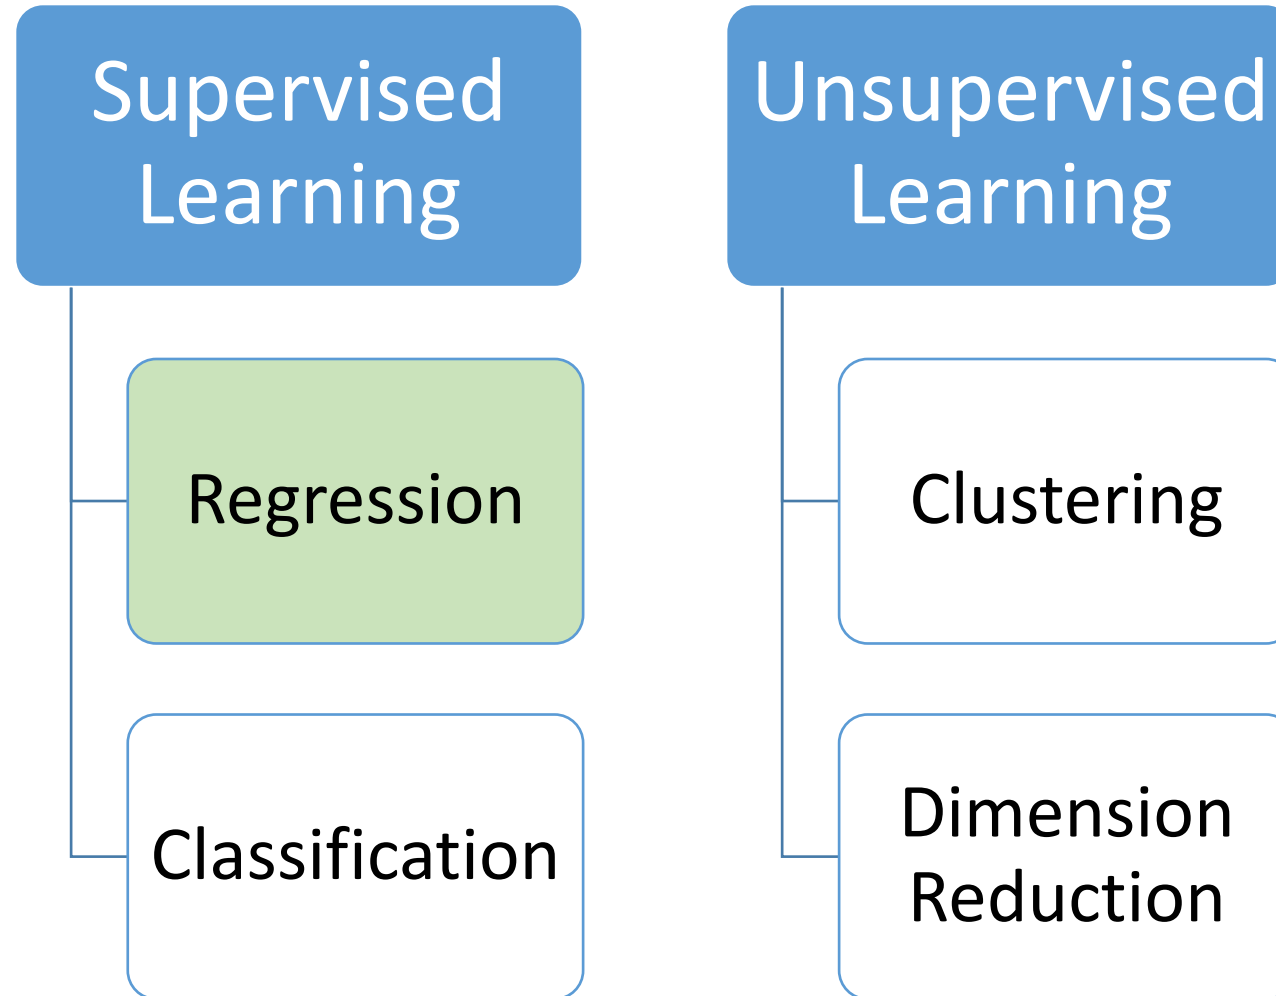 Supervised
Learning
Regression
Classification
Unsupervised
Learning
Clustering
Dimension
Reduction